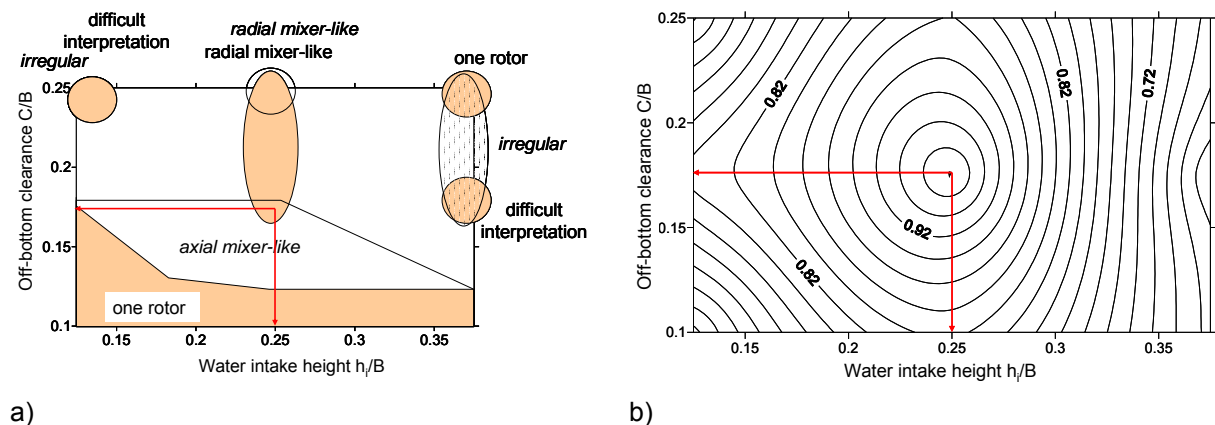 difficult
interpretation
irregular
radial mixer-like
radial mixer-like
one rotor
irregular
difficult
interpretation
axial mixer-like
one rotor
Off-bottom clearance C/B
0.25
0.2
0.15
0.1
0.15
0.2
0.25
0.3
0.35
Water intake height hᵢ/B
a)
Off-bottom clearance C/B
0.25
0.2
0.15
0.1
0.82
0.82
0.72
0.92
0.82
0.15
0.2
0.25
0.3
0.35
Water intake height hᵢ/B
b)